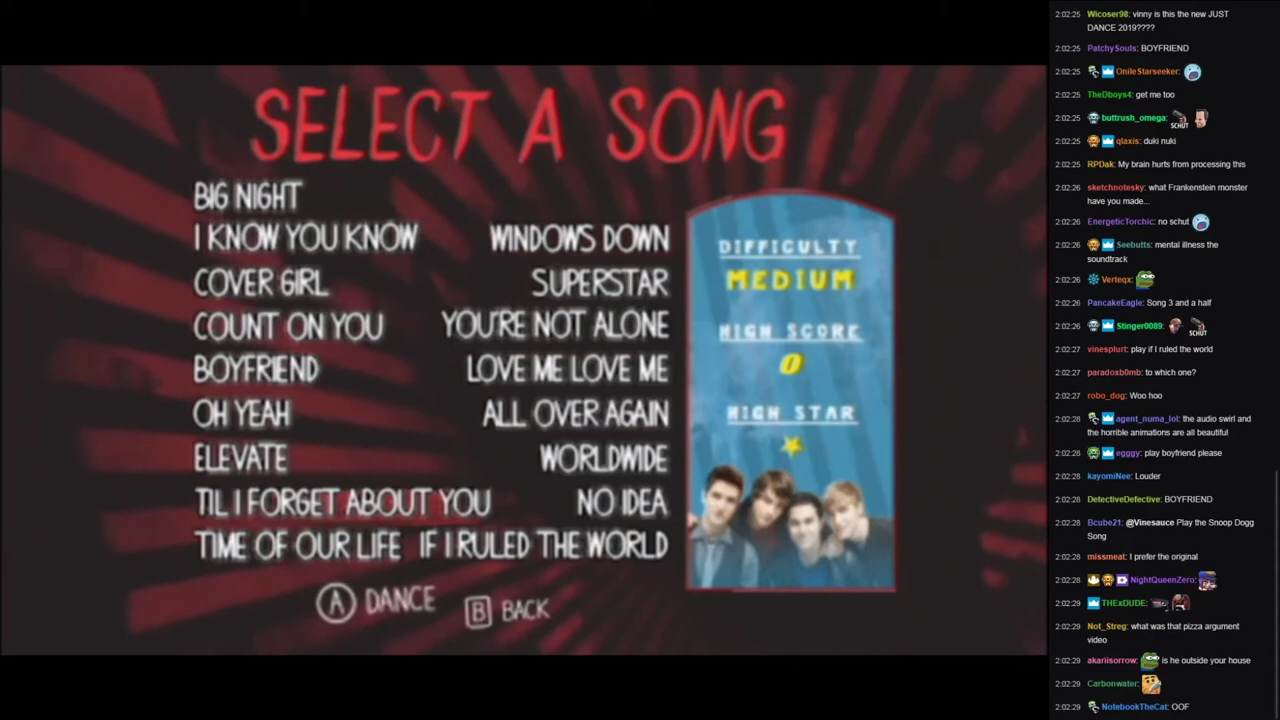 SELECT A SONG
BIG NIGHT
I KNOW YOU KNOW
COVER GIRL
COUNT ON YOU
BOYFRIEND
OH YEAH
ELEVATE
TIL I FORGET ABOUT YOU
TIME OF OUR LIFE
WINDOWS DOWN
SUPERSTAR
YOU'RE NOT ALONE
LOVE ME LOVE ME
ALL OVER AGAIN
WORLDWIDE
NO IDEA
IF I RULED THE WORLD
A DANCE
B BACK
DIFFICULTY
MEDIUM
HIGH SCORE
0
HIGH STAR
2:02:25 Wicoser98: vinny is this the new JUST
DANCE 2019????
2:02:25 PatchySouls: BOYFRIEND
2:02:25 OnileStarseeker:
2:02:25 TheDboys4: get me too
2:02:25 buttrush_omega: SCHUT
2:02:25 qlaxis: duki nuki
2:02:25 RPDak: My brain hurts from processing this
2:02:26 sketchnotesky: what Frankenstein monster
have you made...
2:02:26 EnergeticTorchic: no schut
2:02:26 Seebutts: mental illness the
soundtrack
2:02:26 Verteqx:
2:02:26 PancakeEagle: Song 3 and a half
2:02:26 Stinger0089: SCHUT
2:02:27 vinesplurt: play if I ruled the world
2:02:27 paradoxb0mb: to which one?
2:02:27 robo_dog: Woo hoo
2:02:28 agent_numa_lol: the audio swirl and
the horrible animations are all beautiful
2:02:28 egggy: play boyfriend please
2:02:28 kayomiNee: Louder
2:02:28 DetectiveDefective: BOYFRIEND
2:02:28 Bcube21: @Vinesauce Play the Snoop Dogg
Song
2:02:28 missmeat: I prefer the original
2:02:28 NightQueenZero:
2:02:29 THExDUDE:
2:02:29 Not_Streg: what was that pizza argument
video
2:02:29 akariisorrow: is he outside your house
2:02:29 Carbonwater:
2:02:29 NotebookTheCat: OOF